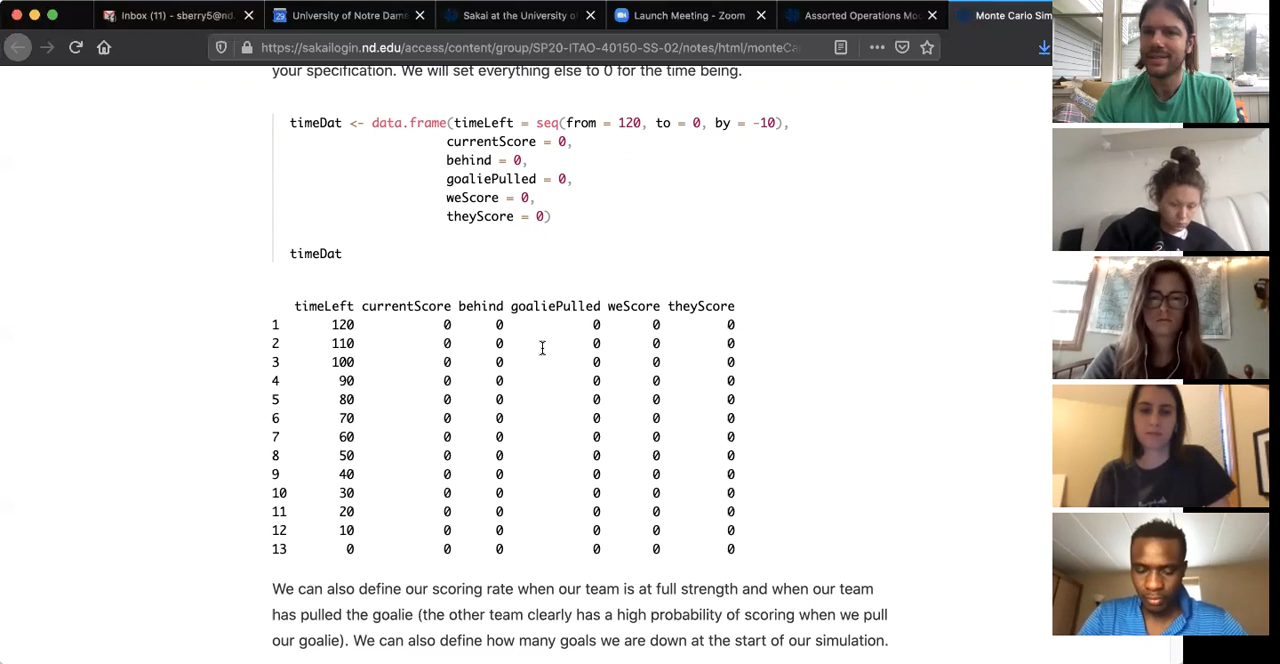 Inbox (11) - sberry5@nd.
University of Notre Dame
Sakai at the University of
Launch Meeting - Zoom
Assorted Operations Mod
Monte Carlo Sim
https://sakailogin.nd.edu/access/content/group/SP20-ITAO-40150-SS-02/notes/html/monteCa
your specification. We will set everything else to 0 for the time being.
timeDat <- data.frame(timeLeft = seq(from = 120, to = 0, by = -10),
currentScore = 0,
behind = 0,
goaliePulled = 0,
weScore = 0,
theyScore = 0)
timeDat
timeLeft currentScore behind goaliePulled weScore theyScore
1 120 0 0 0 0 0
2 110 0 0 0 0 0
3 100 0 0 0 0 0
4 90 0 0 0 0 0
5 80 0 0 0 0 0
6 70 0 0 0 0 0
7 60 0 0 0 0 0
8 50 0 0 0 0 0
9 40 0 0 0 0 0
10 30 0 0 0 0 0
11 20 0 0 0 0 0
12 10 0 0 0 0 0
13 0 0 0 0 0 0
We can also define our scoring rate when our team is at full strength and when our team
has pulled the goalie (the other team clearly has a high probability of scoring when we pull
our goalie). We can also define how many goals we are down at the start of our simulation.